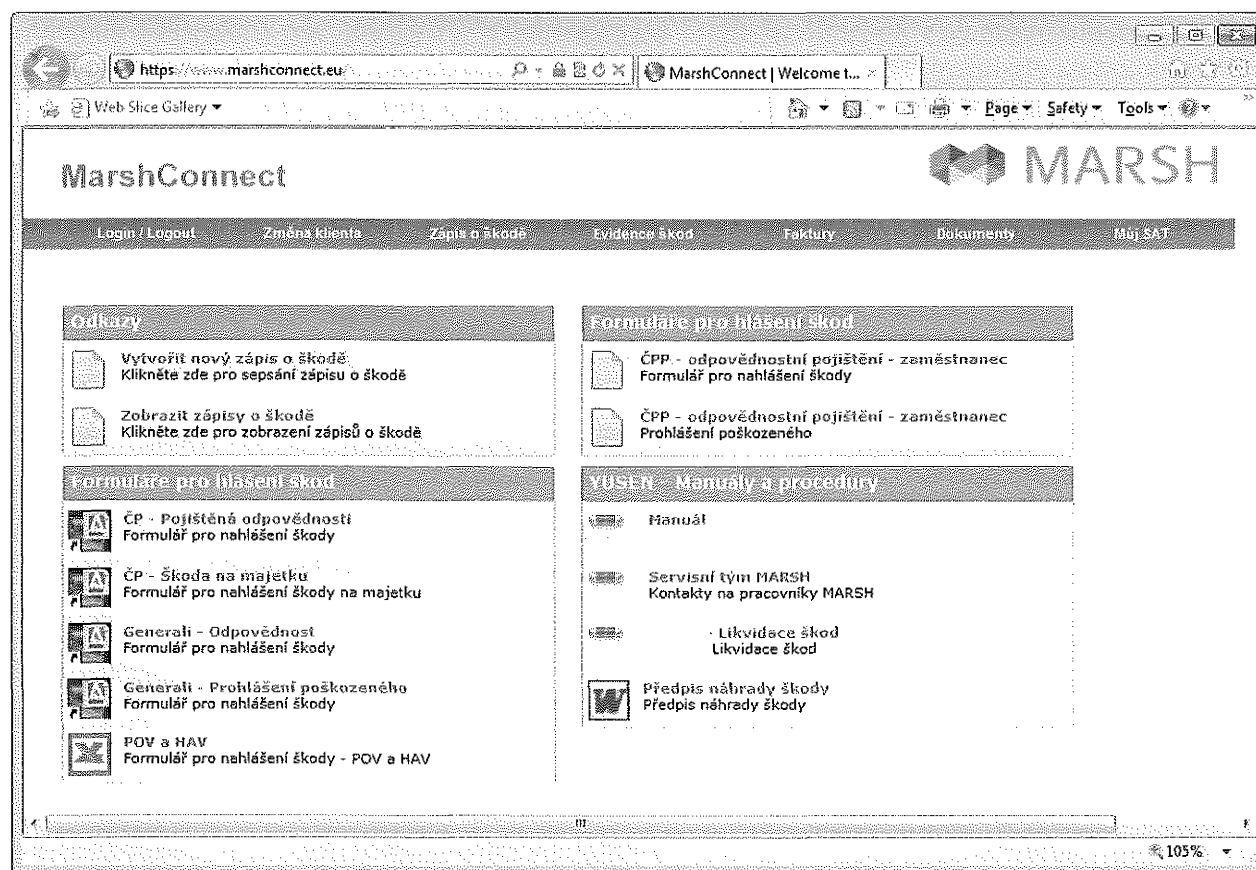 https://www.marshconnect.eu/
MarshConnect | Welcome t...
Web Slice Gallery
Page Safety Tools
MarshConnect
MARSH
Login / Logout Změna klienta Zápis o škodě Evidence škod Faktury Dokumenty Můj SAT
Odkazy
Vytvořit nový zápis o škodě
Klikněte zde pro sepsání zápisu o škodě
Zobrazit zápisy o škodě
Klikněte zde pro zobrazení zápisů o škodě
Formuláře pro hlášení škod
ČPP - odpovědnostní pojištění - zaměstnanec
Formulář pro nahlášení škody
ČPP - odpovědnostní pojištění - zaměstnanec
Prohlášení poškozeného
Formuláře pro hlášení škod
ČP - Pojištěná odpovědnosti
Formulář pro nahlášení škody
ČP - Škoda na majetku
Formulář pro nahlášení škody na majetku
Generali - Odpovědnost
Formulář pro nahlášení škody
Generali - Prohlášení poškozeného
Formulář pro nahlášení škody
POV a HAV
Formulář pro nahlášení škody - POV a HAV
YUSEN - Manuály a procedury
Manuál
Servisní tým MARSH
Kontakty na pracovníky MARSH
- Likvidace škod
Likvidace škod
Předpis náhrady škody
Předpis náhrady škody
105%